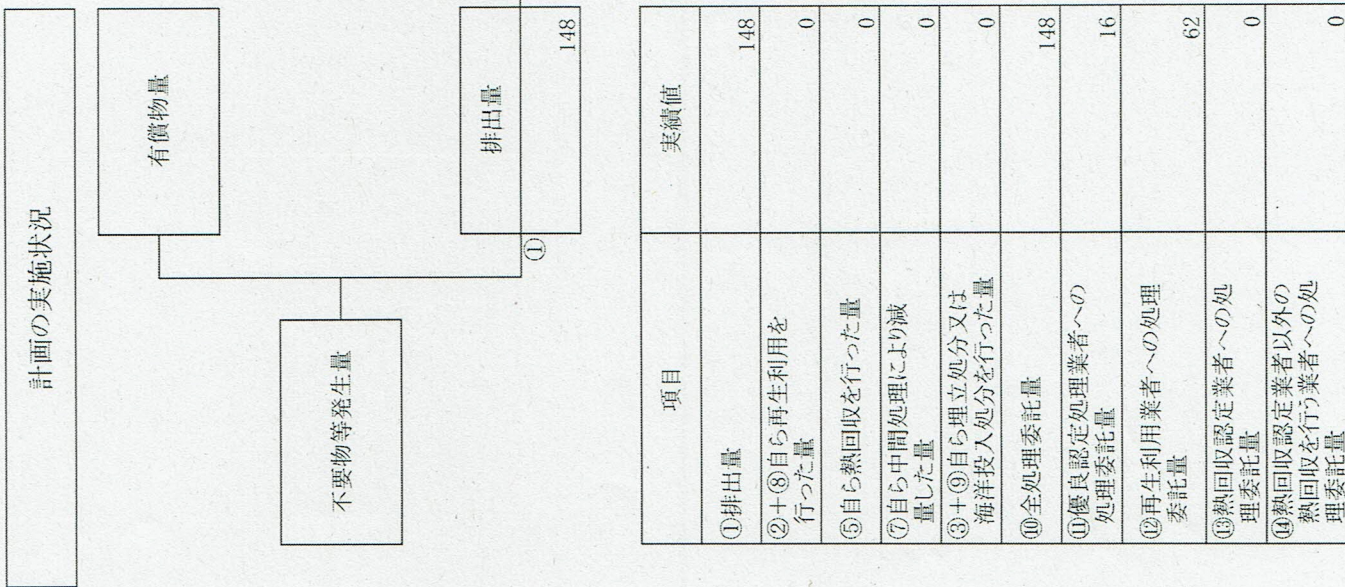 計画の実施状況
不要物等発生量
有償物量
①
排出量
148
項目
実績値
①排出量
148
②+⑧自ら再生利用を
行った量
0
⑤自ら熱回収を行った量
0
⑦自ら中間処理により減
量した量
0
③+⑨自ら埋立処分又は
海洋投入処分を行った量
0
⑩全処理委託量
148
⑪優良認定処理業者への
処理委託量
16
⑫再生利用業者への処理
委託量
62
⑬熱回収認定業者への処
理委託量
0
⑭熱回収認定業者以外の
熱回収を行う業者への処
理委託量
0